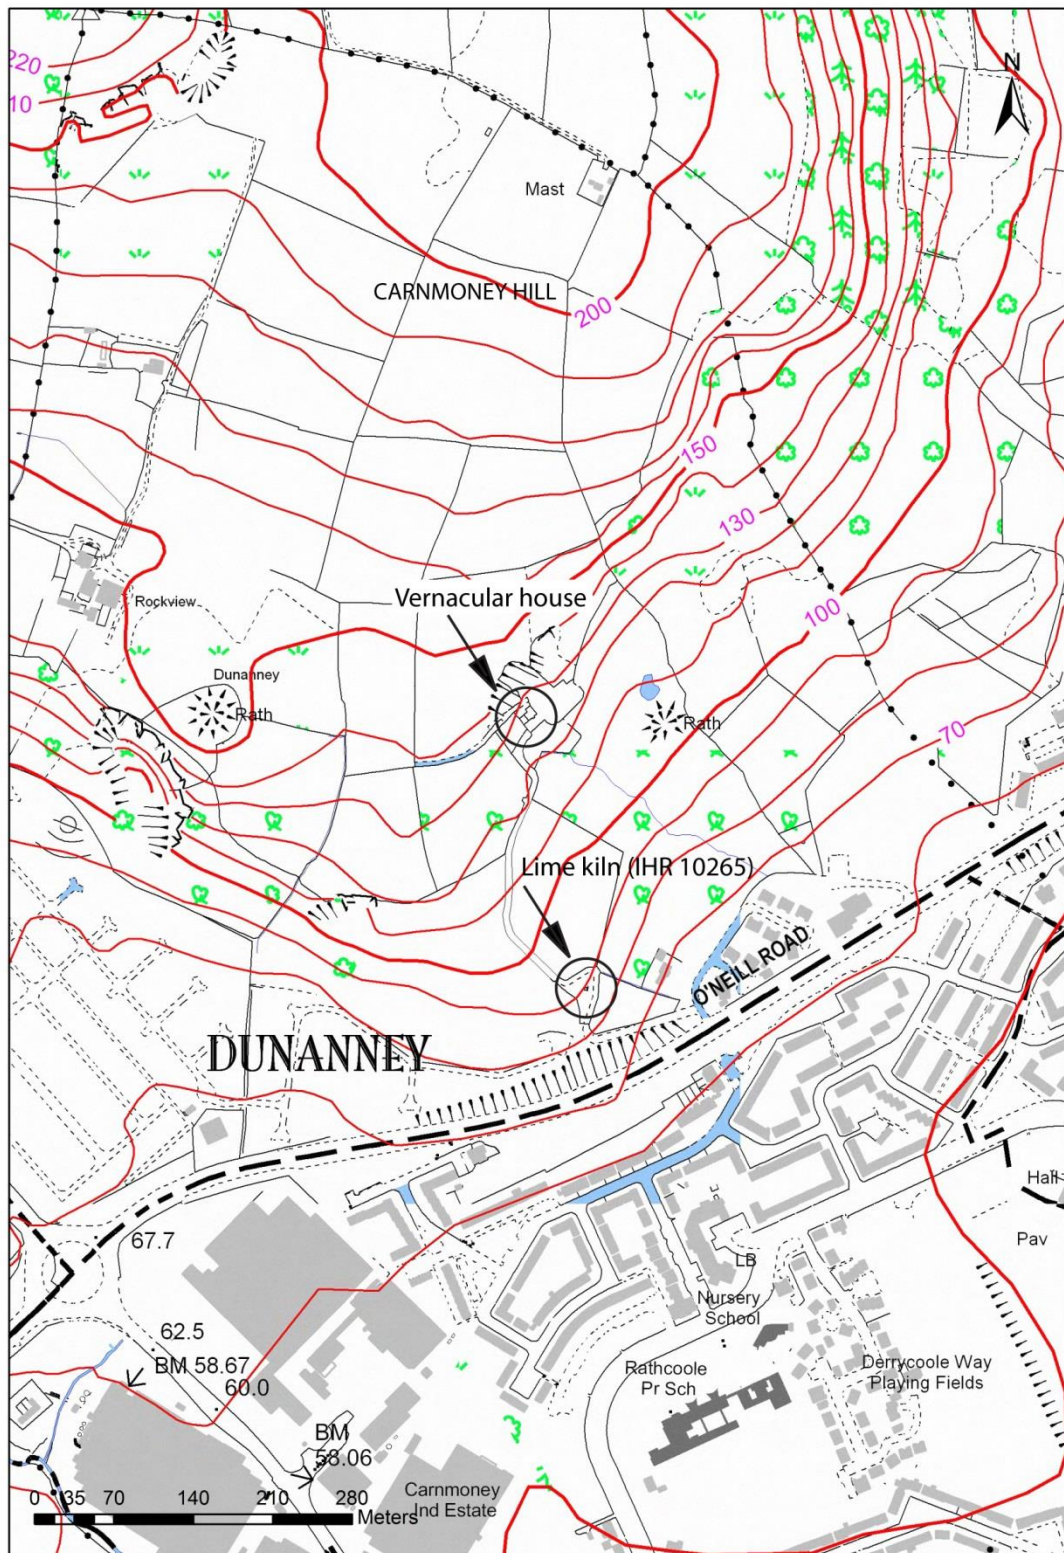 220
10
N
Mast
CARNMONEY HILL
200
150
130
Vernacular house
Rockview
100
Dunanney
Rath
Rath
70
Lime kiln (IHR 10265)
O'NEILL ROAD
DUNANNEY
Hall
67.7
Pav
LB
Nursery
School
62.5
BM 58.67
60.0
Rathcoole
Pr Sch
Derrycoole Way
Playing Fields
BM
58.06
Carnmoney
Ind Estate
0 35 70 140 210 280
Meters